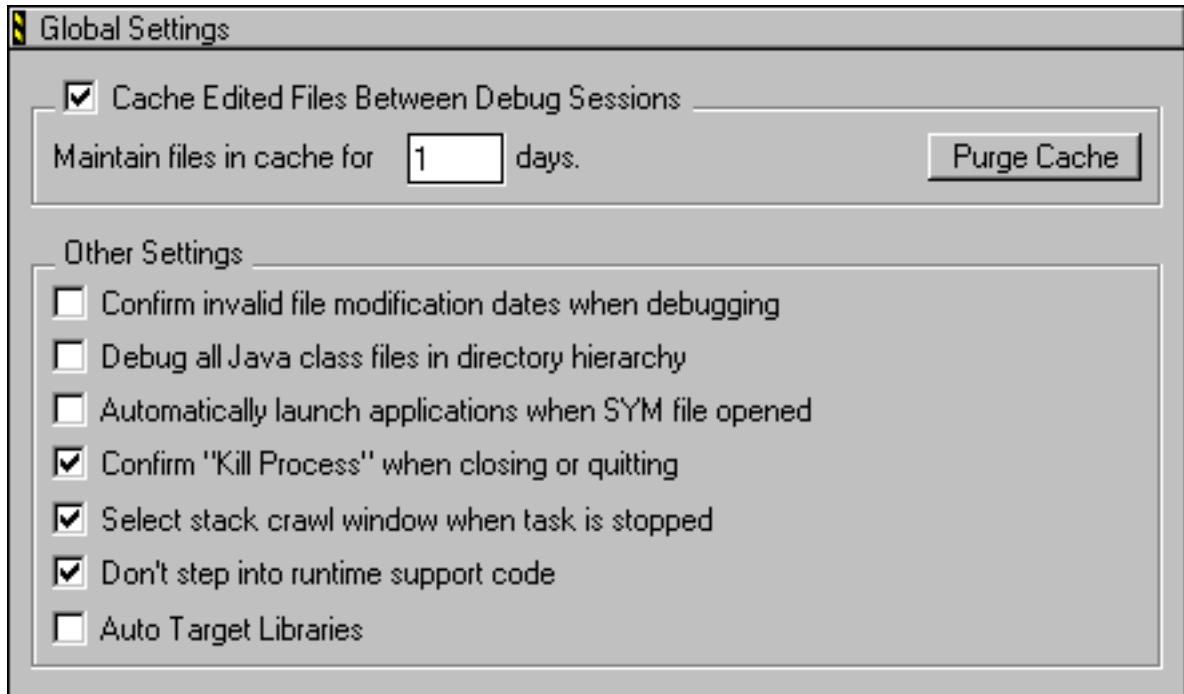 Global Settings
Cache Edited Files Between Debug Sessions
Maintain files in cache for 1 days. Purge Cache
Other Settings
Confirm invalid file modification dates when debugging
Debug all Java class files in directory hierarchy
Automatically launch applications when SYM file opened
Confirm "Kill Process" when closing or quitting
Select stack crawl window when task is stopped
Don't step into runtime support code
Auto Target Libraries